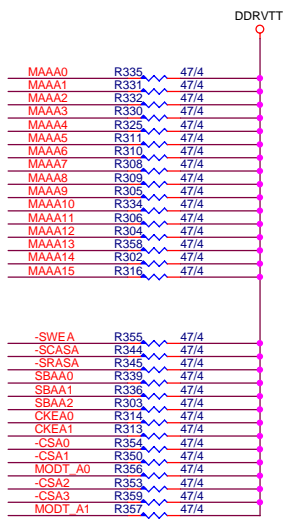 DDRVTT
MAAA0 R335 47/4
MAAA1 R331 47/4
MAAA2 R332 47/4
MAAA3 R330 47/4
MAAA4 R325 47/4
MAAA5 R311 47/4
MAAA6 R310 47/4
MAAA7 R308 47/4
MAAA8 R309 47/4
MAAA9 R305 47/4
MAAA10 R334 47/4
MAAA11 R306 47/4
MAAA12 R304 47/4
MAAA13 R358 47/4
MAAA14 R302 47/4
MAAA15 R316 47/4
-SWEA R355 47/4
-SCASA R344 47/4
-SRASA R345 47/4
SBAA0 R339 47/4
SBAA1 R336 47/4
SBAA2 R303 47/4
CKEA0 R314 47/4
CKEA1 R313 47/4
-CSA0 R354 47/4
-CSA1 R350 47/4
MODT_A0 R356 47/4
-CSA2 R353 47/4
-CSA3 R359 47/4
MODT_A1 R357 47/4